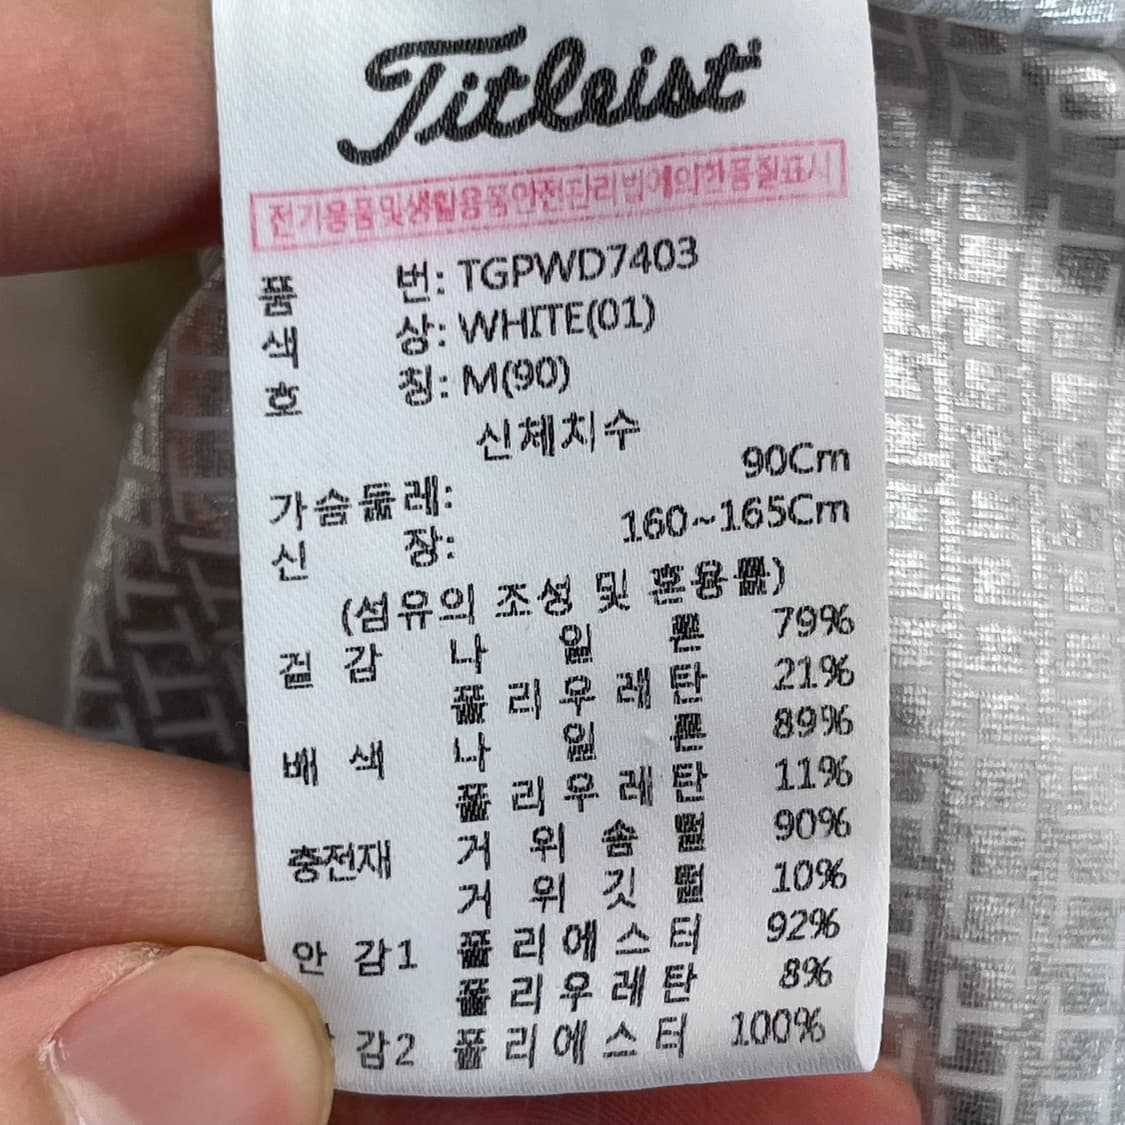 Titleist
전기용품및생활용품안전관리법에의한품질표시
품 번: TGPWD7403
색 상: WHITE(01)
호 칭: M(90)
신체치수
가슴둘레: 90Cm
신 장: 160~165Cm
(섬유의 조성 및 혼용률)
겉 감 나 일 론 79%
폴 리 우 레 탄 21%
배 색 나 일 론 89%
폴 리 우 레 탄 11%
충전재 거 위 솜 털 90%
거 위 깃 털 10%
안 감1 폴 리 에 스 터 92%
폴 리 우 레 탄 8%
감2 폴 리 에 스 터 100%